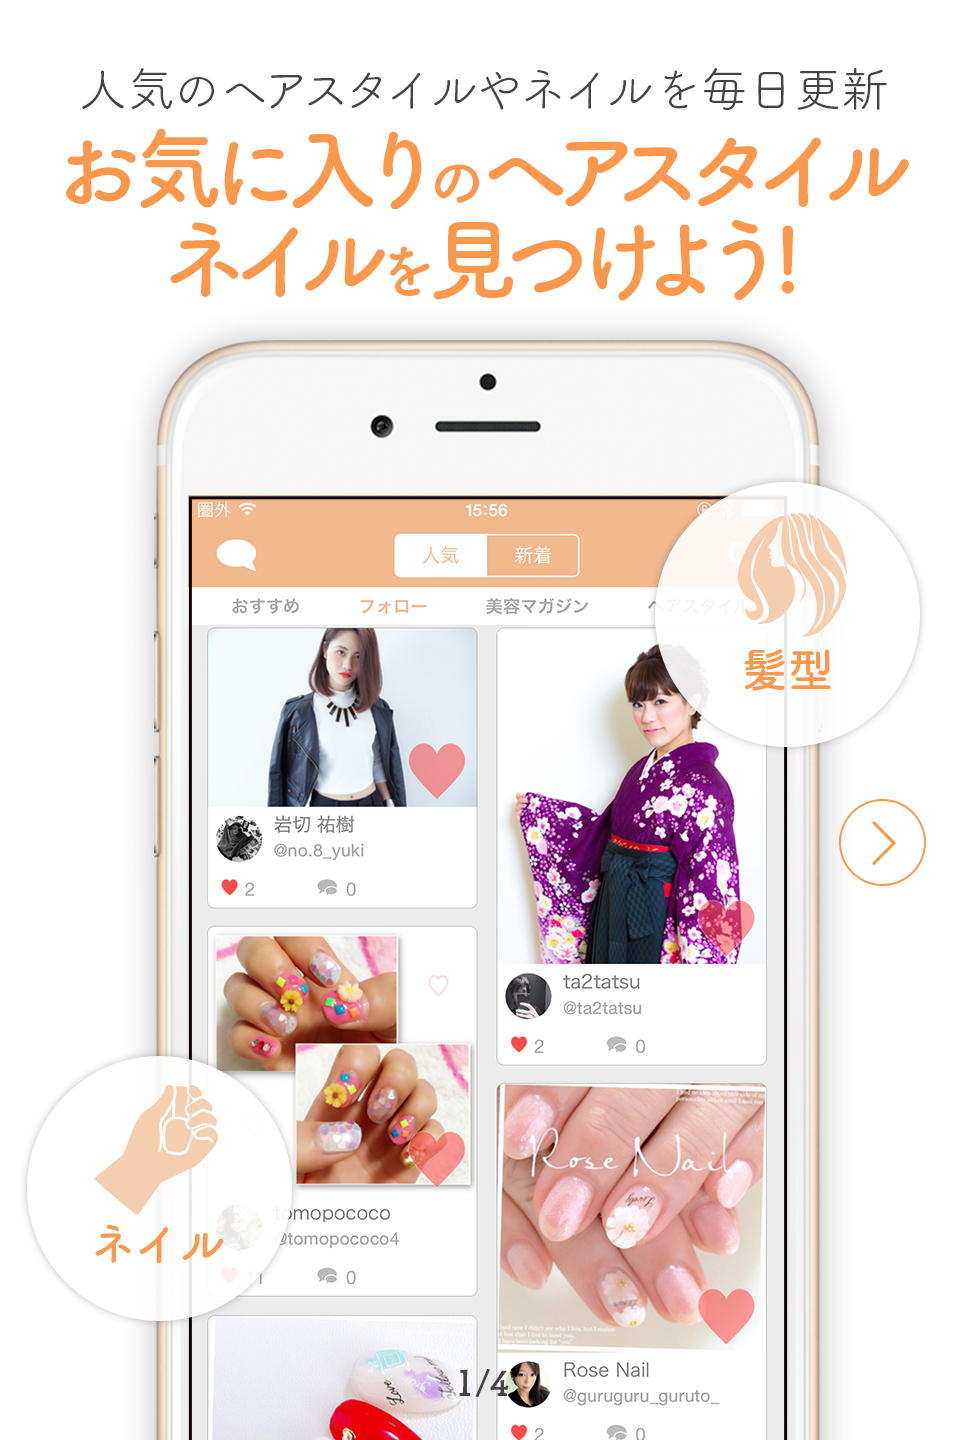 人気のヘアスタイルやネイルを毎日更新
お気に入りのヘアスタイル
ネイルを見つけよう!
圏外 15:56
人気 新着
おすすめ フォロー 美容マガジン ヘアスタイル
髪型
岩切 祐樹
@no.8_yuki
2 0
ta2tatsu
@ta2tatsu
2 0
Rose Nail
Lovely
ネイル
tomopococo
@tomopococo4
11 0
Love
1/4
Rose Nail
@guruguru_guruto_
2 0